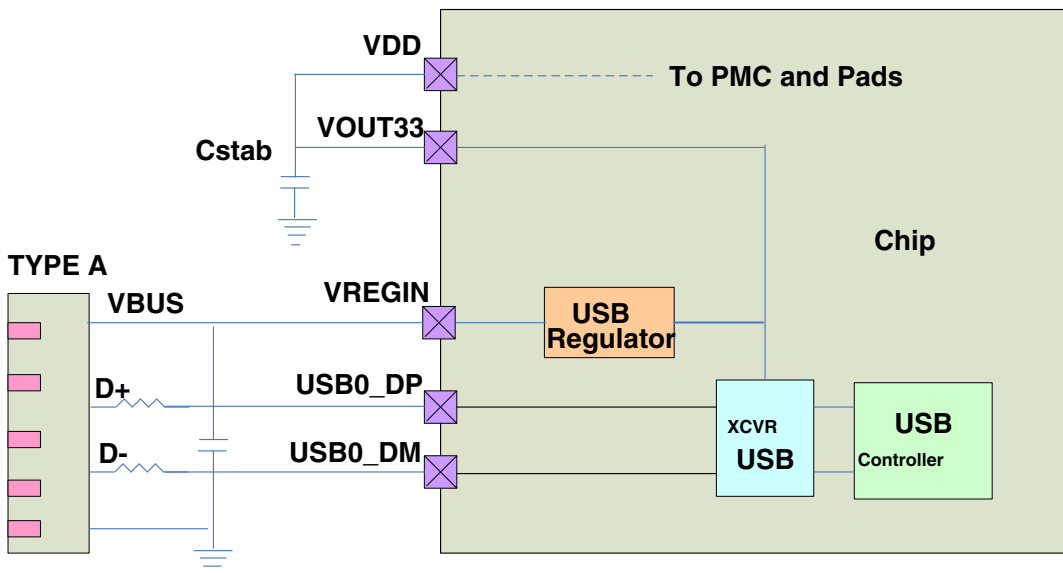 VDD
To PMC and Pads
VOUT33
Cstab
Chip
TYPE A
VBUS
VREGIN
USB
Regulator
D+
USB0_DP
D-
USB0_DM
XCVR
USB
USB
Controller